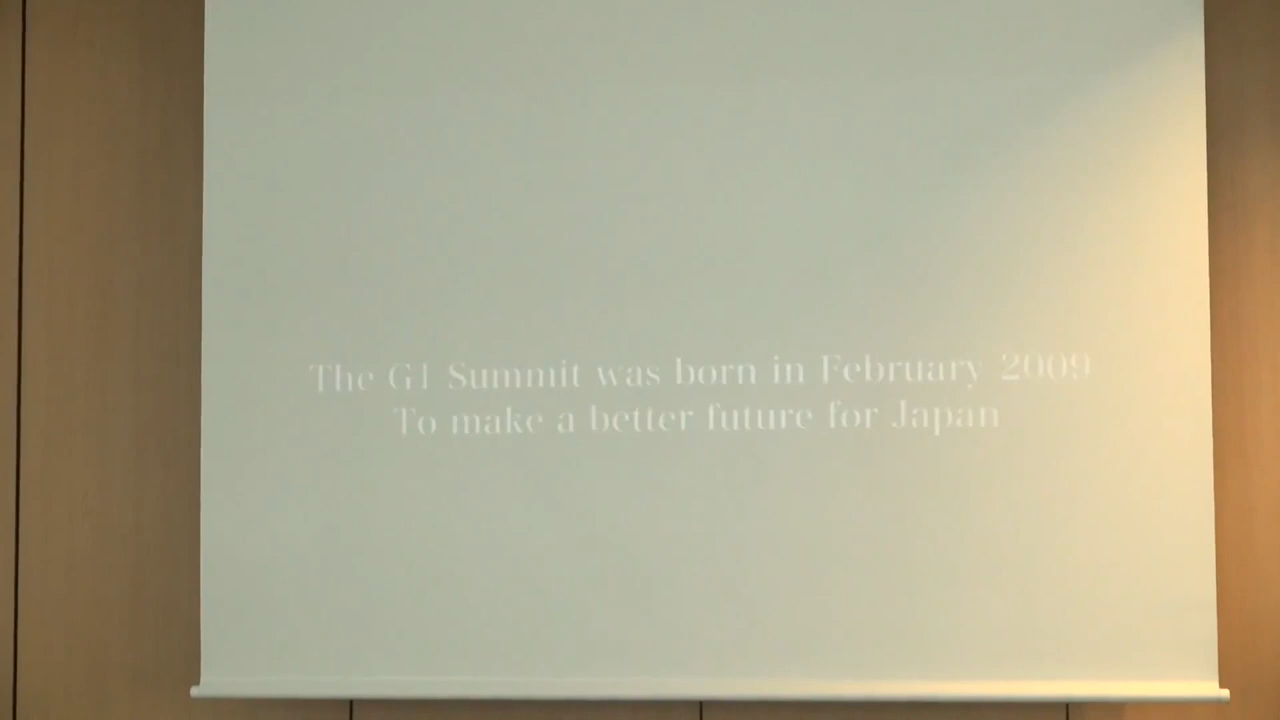 The G1 Summit was born in February 2009
To make a better future for Japan